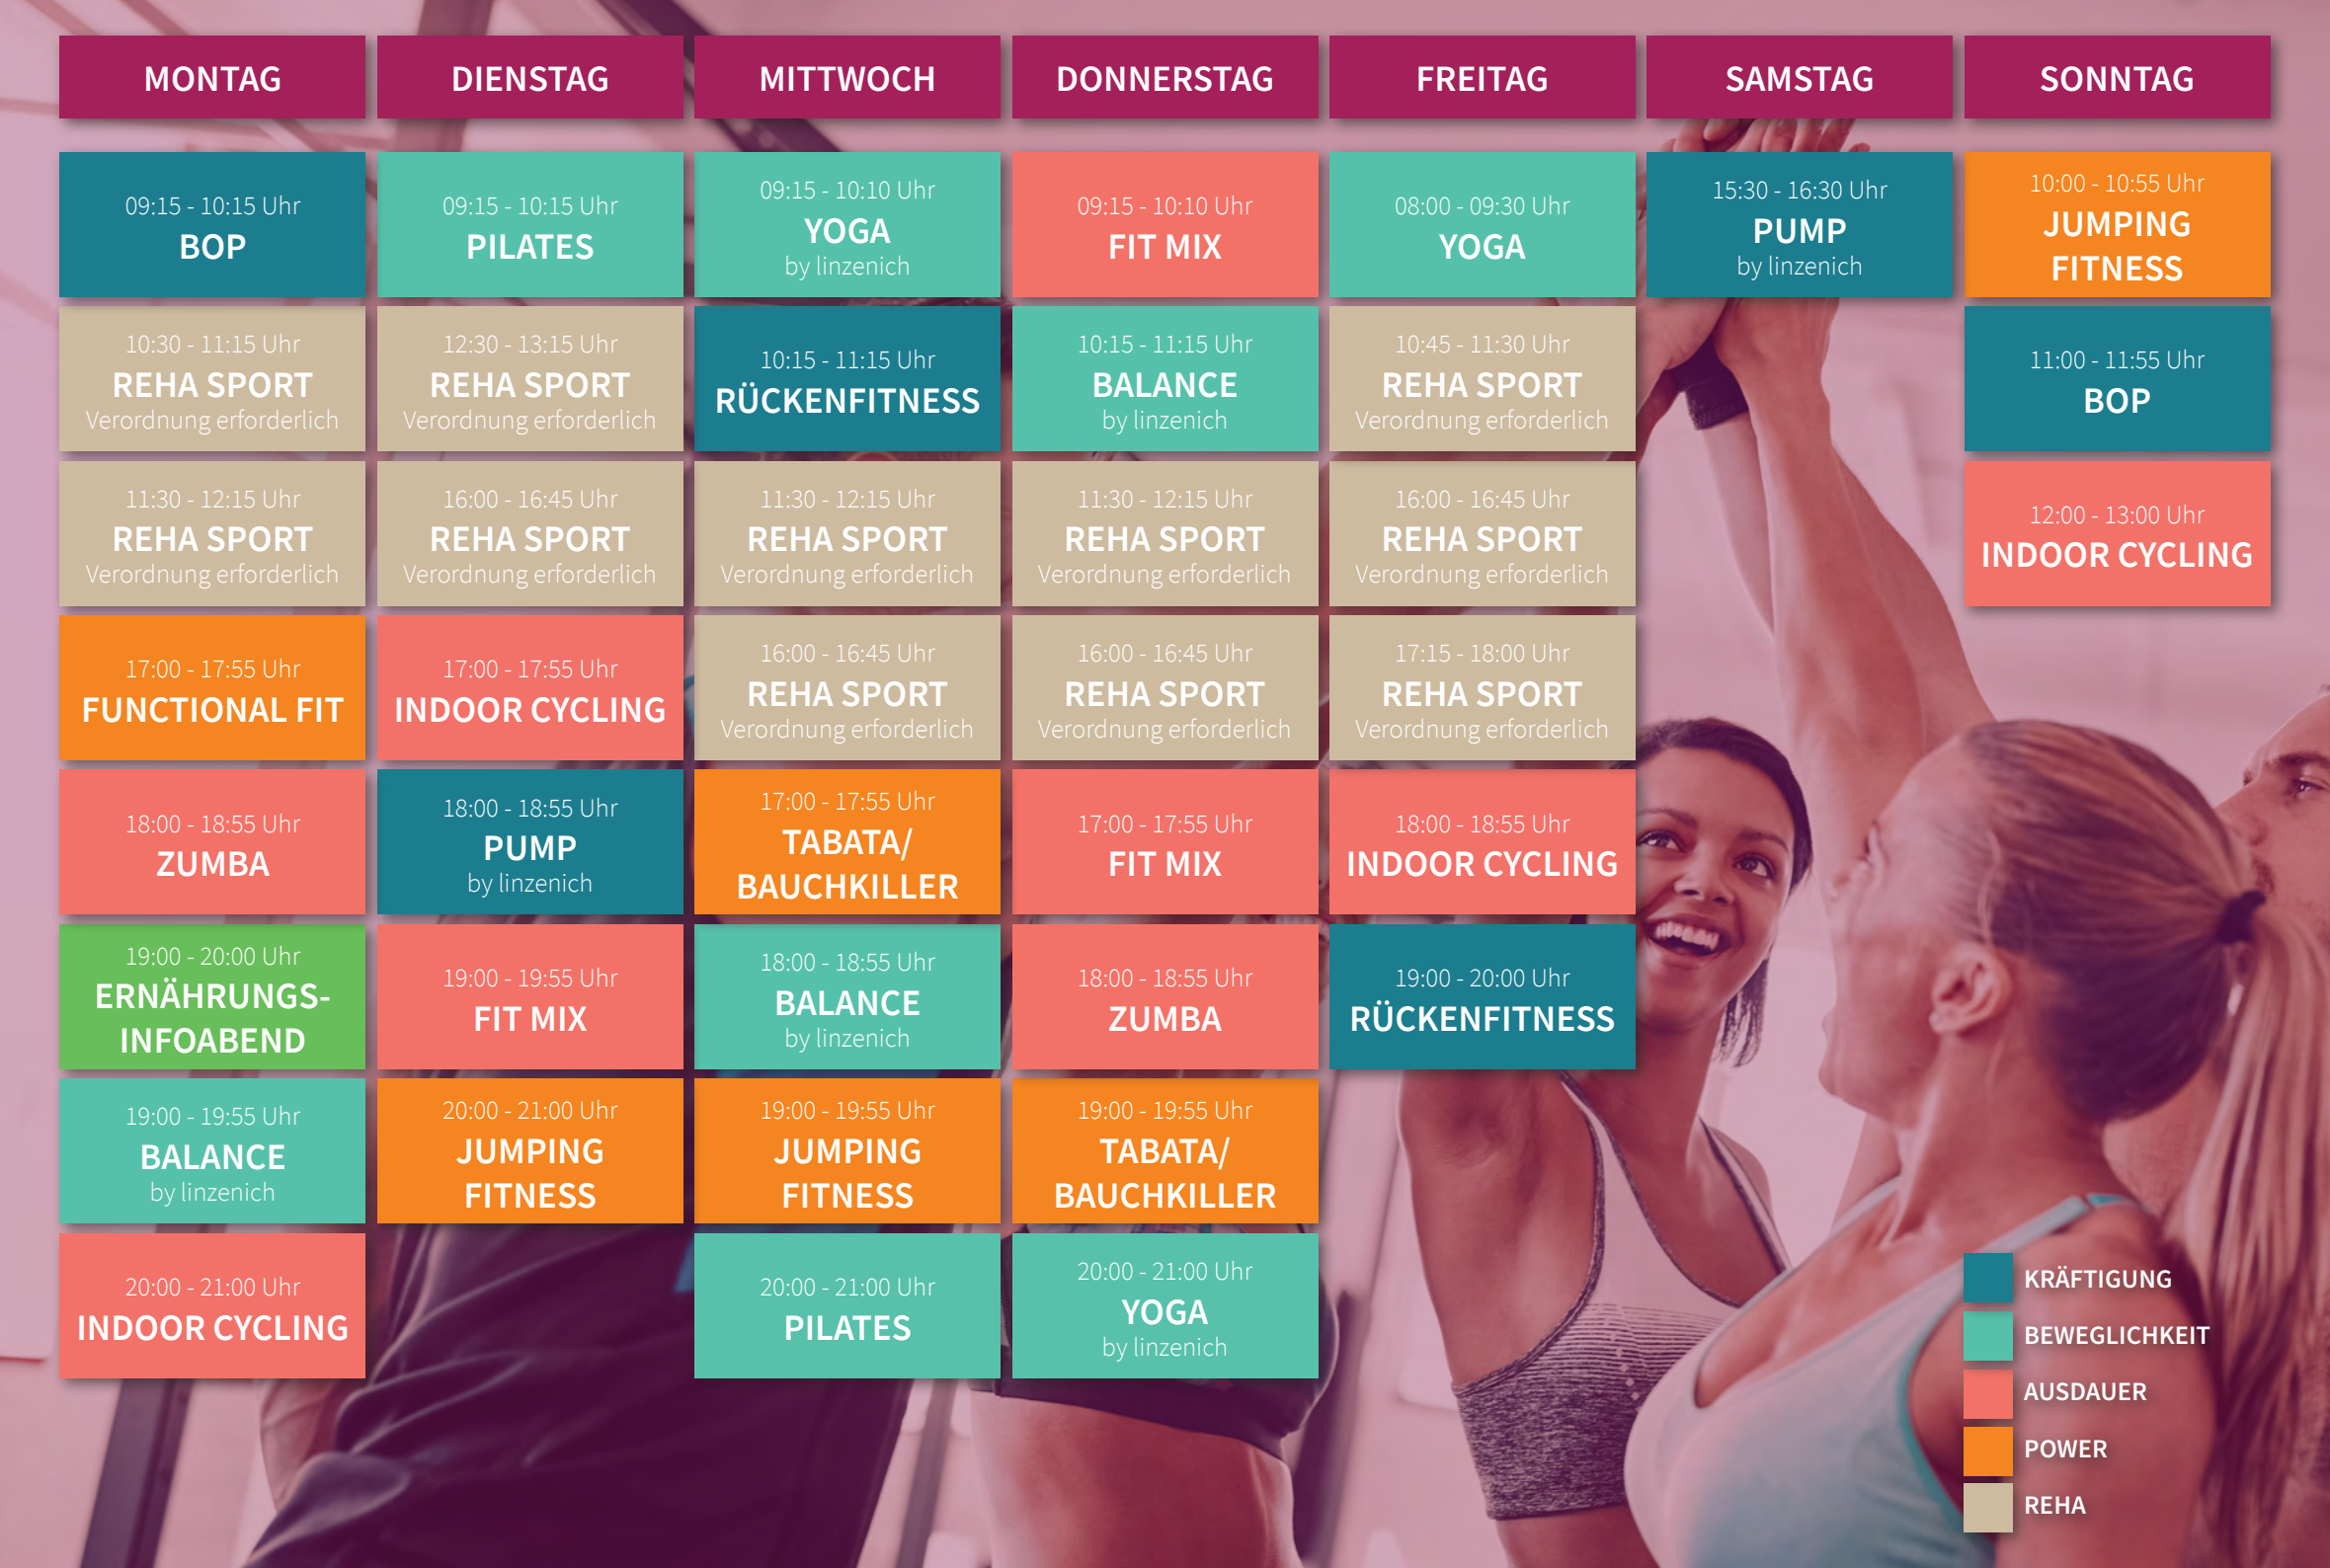 MONTAG
DIENSTAG
MITTWOCH
DONNERSTAG
FREITAG
SAMSTAG
SONNTAG
09:15 - 10:15 Uhr
BOP
09:15 - 10:15 Uhr
PILATES
09:15 - 10:10 Uhr
YOGA
by linzenich
09:15 - 10:10 Uhr
FIT MIX
08:00 - 09:30 Uhr
YOGA
15:30 - 16:30 Uhr
PUMP
by linzenich
10:00 - 10:55 Uhr
JUMPING
FITNESS
10:30 - 11:15 Uhr
REHA SPORT
Verordnung erforderlich
12:30 - 13:15 Uhr
REHA SPORT
Verordnung erforderlich
10:15 - 11:15 Uhr
RÜCKENFITNESS
10:15 - 11:15 Uhr
BALANCE
by linzenich
10:45 - 11:30 Uhr
REHA SPORT
Verordnung erforderlich
11:00 - 11:55 Uhr
BOP
11:30 - 12:15 Uhr
REHA SPORT
Verordnung erforderlich
16:00 - 16:45 Uhr
REHA SPORT
Verordnung erforderlich
11:30 - 12:15 Uhr
REHA SPORT
Verordnung erforderlich
11:30 - 12:15 Uhr
REHA SPORT
Verordnung erforderlich
16:00 - 16:45 Uhr
REHA SPORT
Verordnung erforderlich
12:00 - 13:00 Uhr
INDOOR CYCLING
17:00 - 17:55 Uhr
FUNCTIONAL FIT
17:00 - 17:55 Uhr
INDOOR CYCLING
16:00 - 16:45 Uhr
REHA SPORT
Verordnung erforderlich
16:00 - 16:45 Uhr
REHA SPORT
Verordnung erforderlich
17:15 - 18:00 Uhr
REHA SPORT
Verordnung erforderlich
18:00 - 18:55 Uhr
ZUMBA
18:00 - 18:55 Uhr
PUMP
by linzenich
17:00 - 17:55 Uhr
TABATA/
BAUCHKILLER
17:00 - 17:55 Uhr
FIT MIX
18:00 - 18:55 Uhr
INDOOR CYCLING
19:00 - 20:00 Uhr
ERNÄHRUNGS-
INFOABEND
19:00 - 19:55 Uhr
FIT MIX
18:00 - 18:55 Uhr
BALANCE
by linzenich
18:00 - 18:55 Uhr
ZUMBA
19:00 - 20:00 Uhr
RÜCKENFITNESS
19:00 - 19:55 Uhr
BALANCE
by linzenich
20:00 - 21:00 Uhr
JUMPING
FITNESS
19:00 - 19:55 Uhr
JUMPING
FITNESS
19:00 - 19:55 Uhr
TABATA/
BAUCHKILLER
20:00 - 21:00 Uhr
INDOOR CYCLING
20:00 - 21:00 Uhr
PILATES
20:00 - 21:00 Uhr
YOGA
by linzenich
KRÄFTIGUNG
BEWEGLICHKEIT
AUSDAUER
POWER
REHA